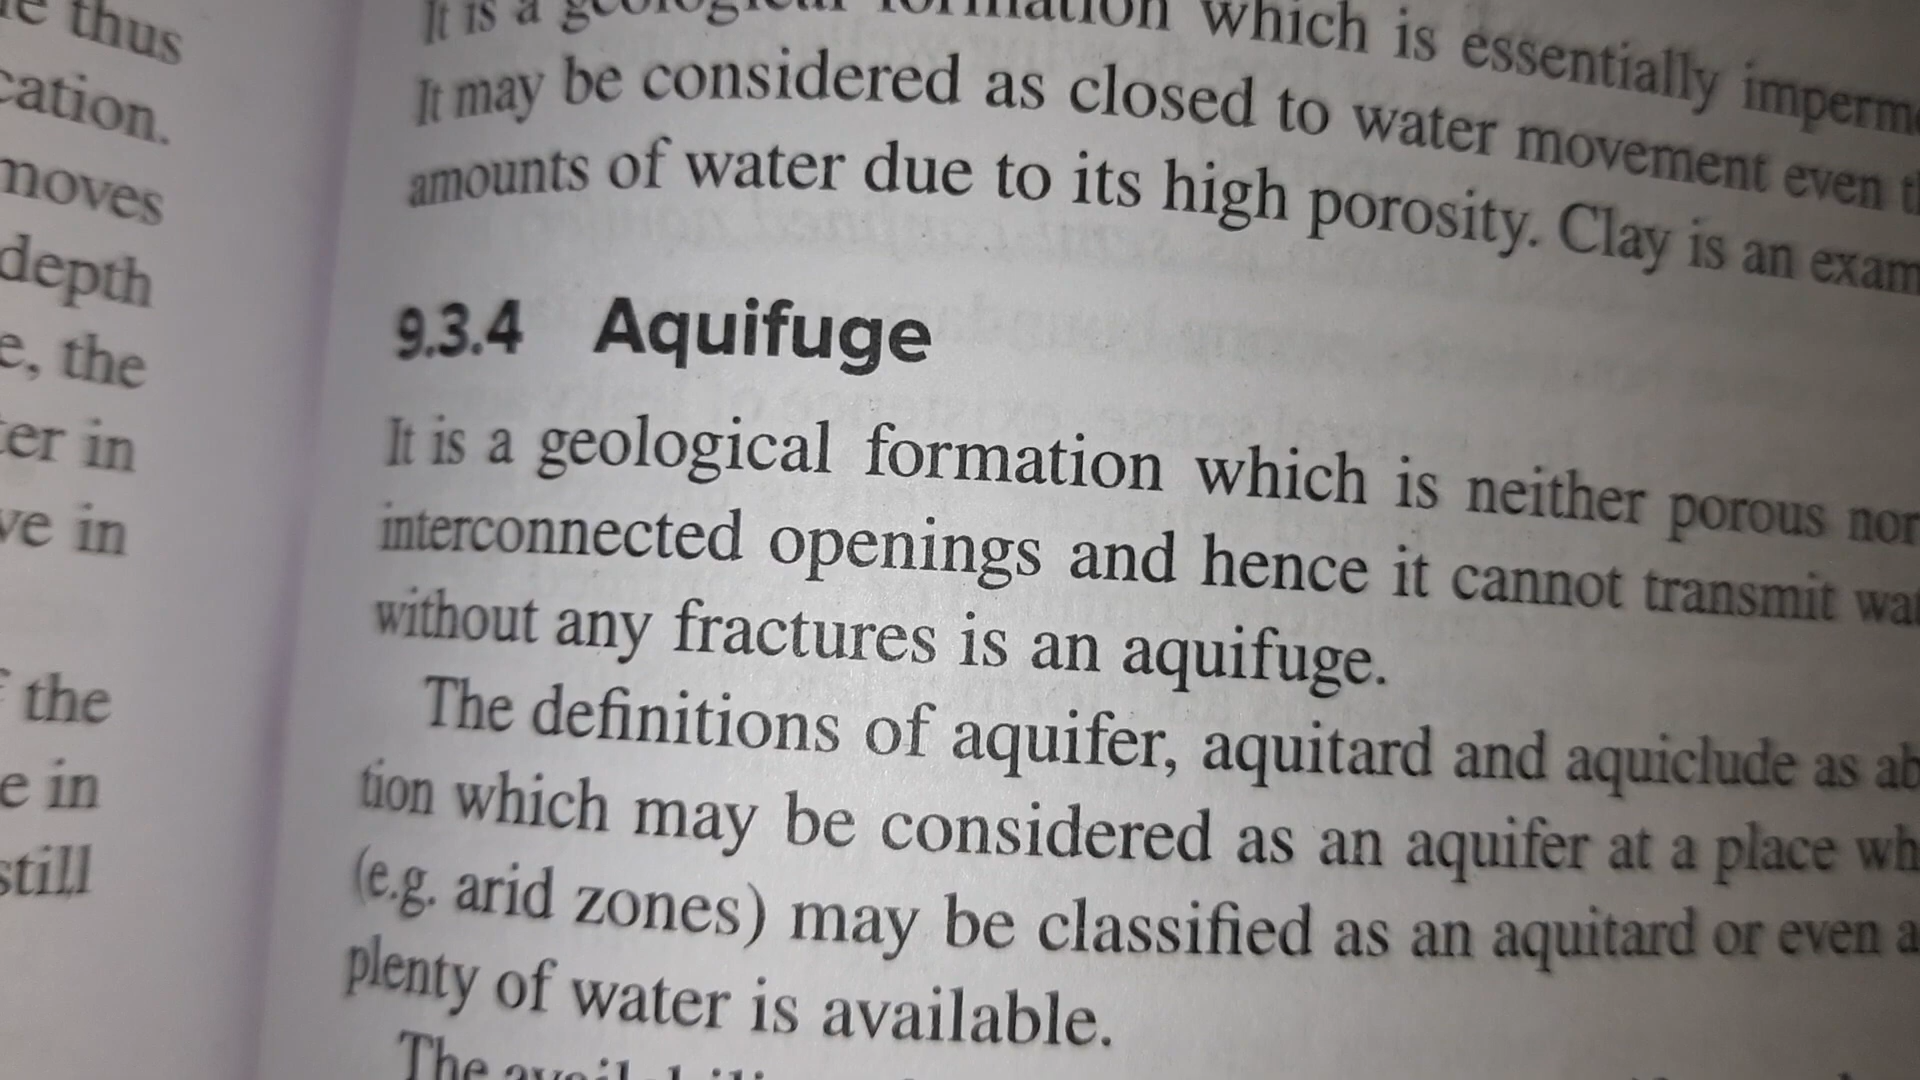 thus
cation.
moves
depth
e, the
ter in
ve in
the
e in
still
It is a geological formation which is essentially imperme
It may be considered as closed to water movement even th
amounts of water due to its high porosity. Clay is an exam
9.3.4 Aquifuge
It is a geological formation which is neither porous nor
interconnected openings and hence it cannot transmit wat
without any fractures is an aquifuge.
The definitions of aquifer, aquitard and aquiclude as ab
tion which may be considered as an aquifer at a place wh
(e.g. arid zones) may be classified as an aquitard or even a
plenty of water is available.
The